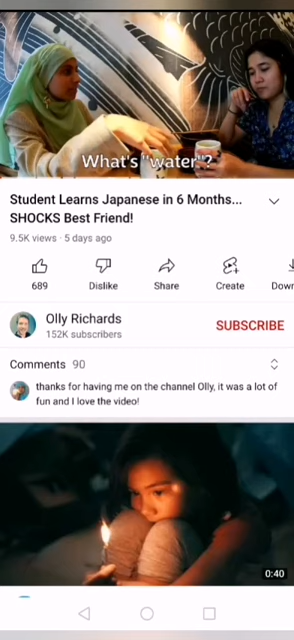 What's "water"?
Student Learns Japanese in 6 Months...
SHOCKS Best Friend!
9.5K views · 5 days ago
689
Dislike
Share
Create
Down
Olly Richards
152K subscribers
SUBSCRIBE
Comments 90
thanks for having me on the channel Olly, it was a lot of
fun and I love the video!
0:40